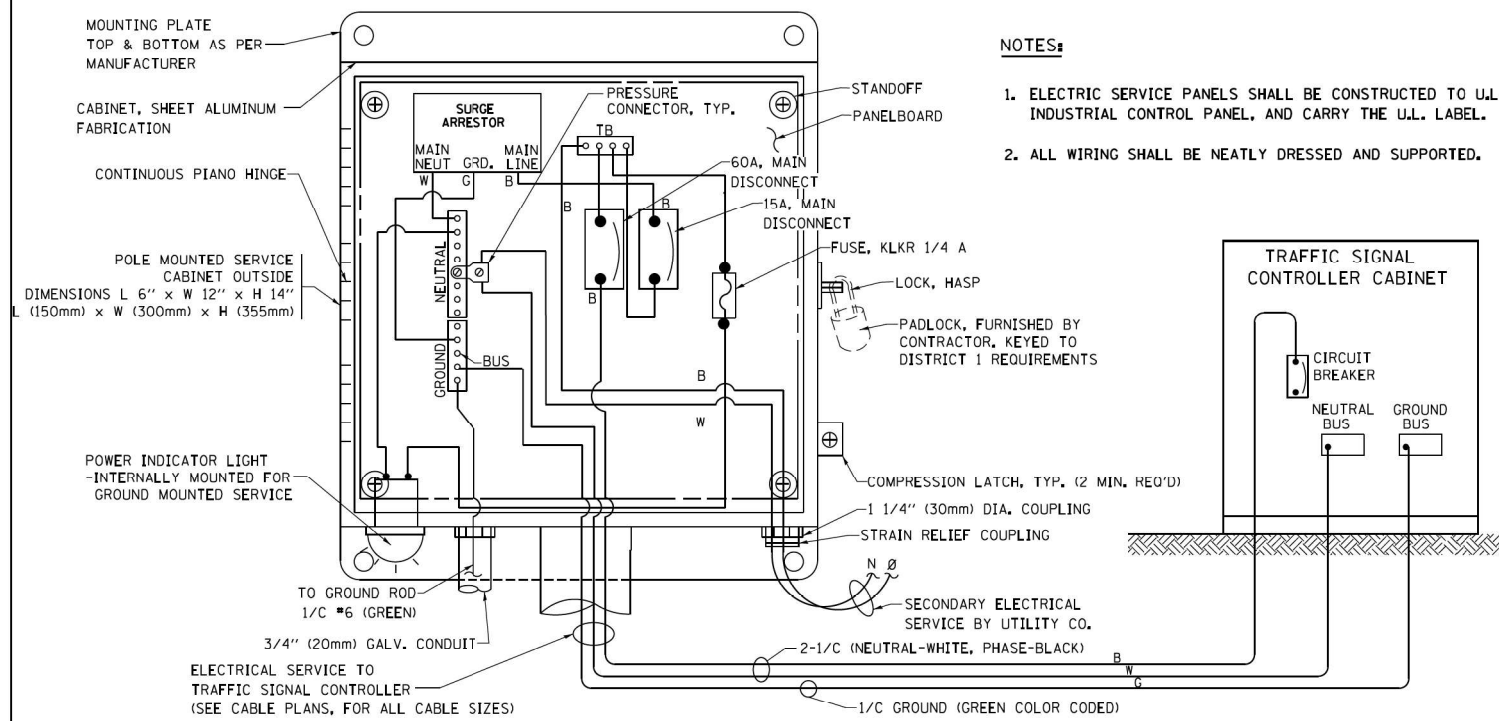 MOUNTING PLATE
TOP & BOTTOM AS PER
MANUFACTURER
CABINET, SHEET ALUMINUM
FABRICATION
CONTINUOUS PIANO HINGE
POLE MOUNTED SERVICE
CABINET OUTSIDE
DIMENSIONS L 6" x W 12" x H 14"
L (150mm) x W (300mm) x H (355mm)
POWER INDICATOR LIGHT
-INTERNALLY MOUNTED FOR
GROUND MOUNTED SERVICE
SURGE
ARRESTOR
MAIN
NEUT
GRD.
MAIN
LINE
W
G
B
PRESSURE
CONNECTOR, TYP.
TB
NEUTRAL
GROUND
BUS
B
B
B
B
W
STANDOFF
PANELBOARD
60A, MAIN
DISCONNECT
15A, MAIN
DISCONNECT
FUSE, KLKR 1/4 A
LOCK, HASP
PADLOCK, FURNISHED BY
CONTRACTOR. KEYED TO
DISTRICT 1 REQUIREMENTS
COMPRESSION LATCH, TYP. (2 MIN. REQ'D)
1 1/4" (30mm) DIA. COUPLING
STRAIN RELIEF COUPLING
N Ø
SECONDARY ELECTRICAL
SERVICE BY UTILITY CO.
TO GROUND ROD
1/C #6 (GREEN)
3/4" (20mm) GALV. CONDUIT
ELECTRICAL SERVICE TO
TRAFFIC SIGNAL CONTROLLER
(SEE CABLE PLANS, FOR ALL CABLE SIZES)
2-1/C (NEUTRAL-WHITE, PHASE-BLACK)
B
W
G
1/C GROUND (GREEN COLOR CODED)
NOTES:
1. ELECTRIC SERVICE PANELS SHALL BE CONSTRUCTED TO U.L
INDUSTRIAL CONTROL PANEL, AND CARRY THE U.L. LABEL.
2. ALL WIRING SHALL BE NEATLY DRESSED AND SUPPORTED.
TRAFFIC SIGNAL
CONTROLLER CABINET
CIRCUIT
BREAKER
NEUTRAL
BUS
GROUND
BUS